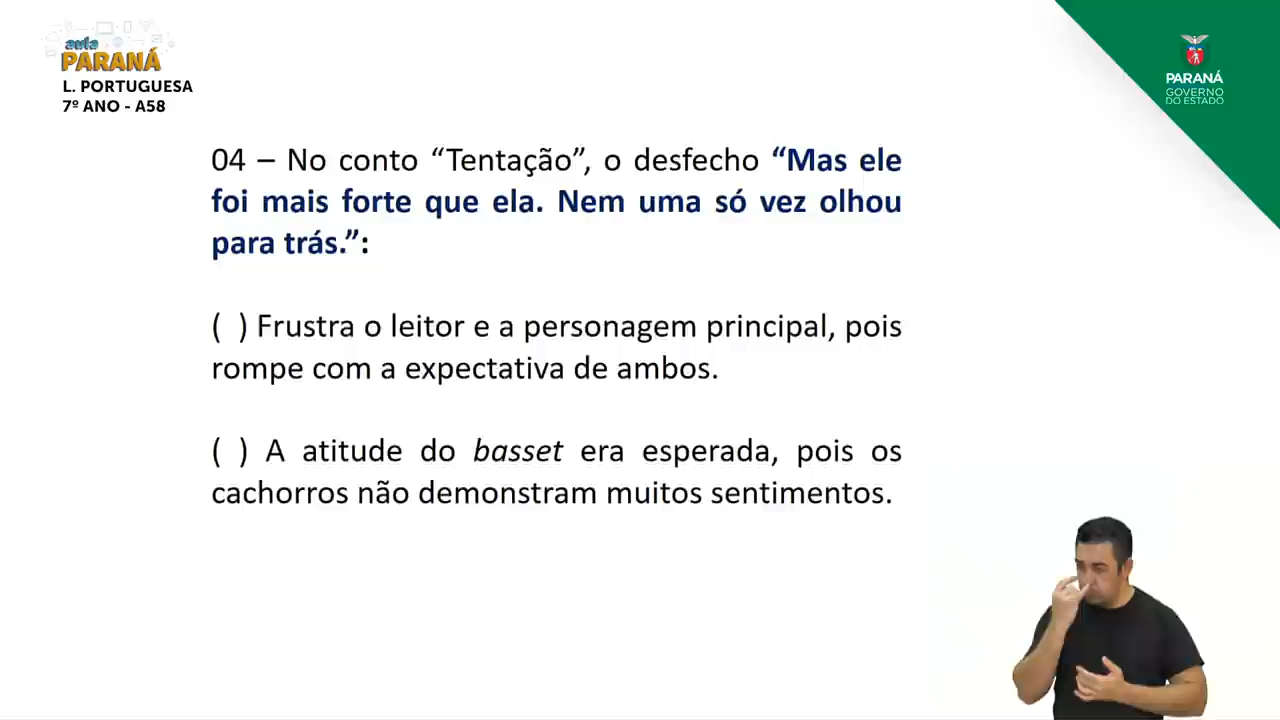 aula
PARANÁ
L. PORTUGUESA
7º ANO - A58
PARANÁ
GOVERNO
DO ESTADO
04 – No conto “Tentação”, o desfecho “Mas ele
foi mais forte que ela. Nem uma só vez olhou
para trás.”:
( ) Frustra o leitor e a personagem principal, pois
rompe com a expectativa de ambos.
( ) A atitude do basset era esperada, pois os
cachorros não demonstram muitos sentimentos.